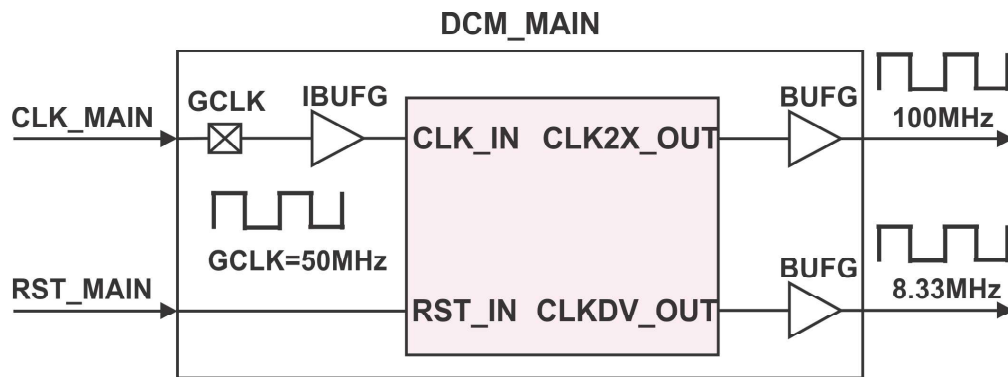 DCM_MAIN
GCLK IBUFG BUFG
CLK_MAIN CLK_IN CLK2X_OUT 100MHz
GCLK=50MHz BUFG
RST_MAIN RST_IN CLKDV_OUT 8.33MHz